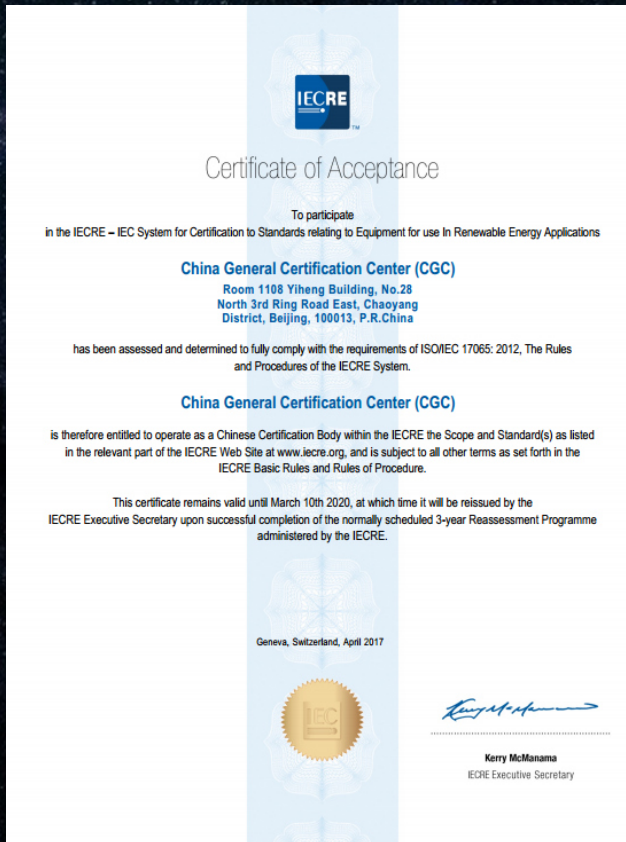 IECRE
TM
Certificate of Acceptance
To participate
in the IECRE – IEC System for Certification to Standards relating to Equipment for use In Renewable Energy Applications
China General Certification Center (CGC)
Room 1108 Yiheng Building, No.28
North 3rd Ring Road East, Chaoyang
District, Beijing, 100013, P.R.China
has been assessed and determined to fully comply with the requirements of ISO/IEC 17065: 2012, The Rules
and Procedures of the IECRE System.
China General Certification Center (CGC)
is therefore entitled to operate as a Chinese Certification Body within the IECRE the Scope and Standard(s) as listed
in the relevant part of the IECRE Web Site at www.iecre.org, and is subject to all other terms as set forth in the
IECRE Basic Rules and Rules of Procedure.
This certificate remains valid until March 10th 2020, at which time it will be reissued by the
IECRE Executive Secretary upon successful completion of the normally scheduled 3-year Reassessment Programme
administered by the IECRE.
Geneva, Switzerland, April 2017
IEC
Kerry McManama
Kerry McManama
IECRE Executive Secretary